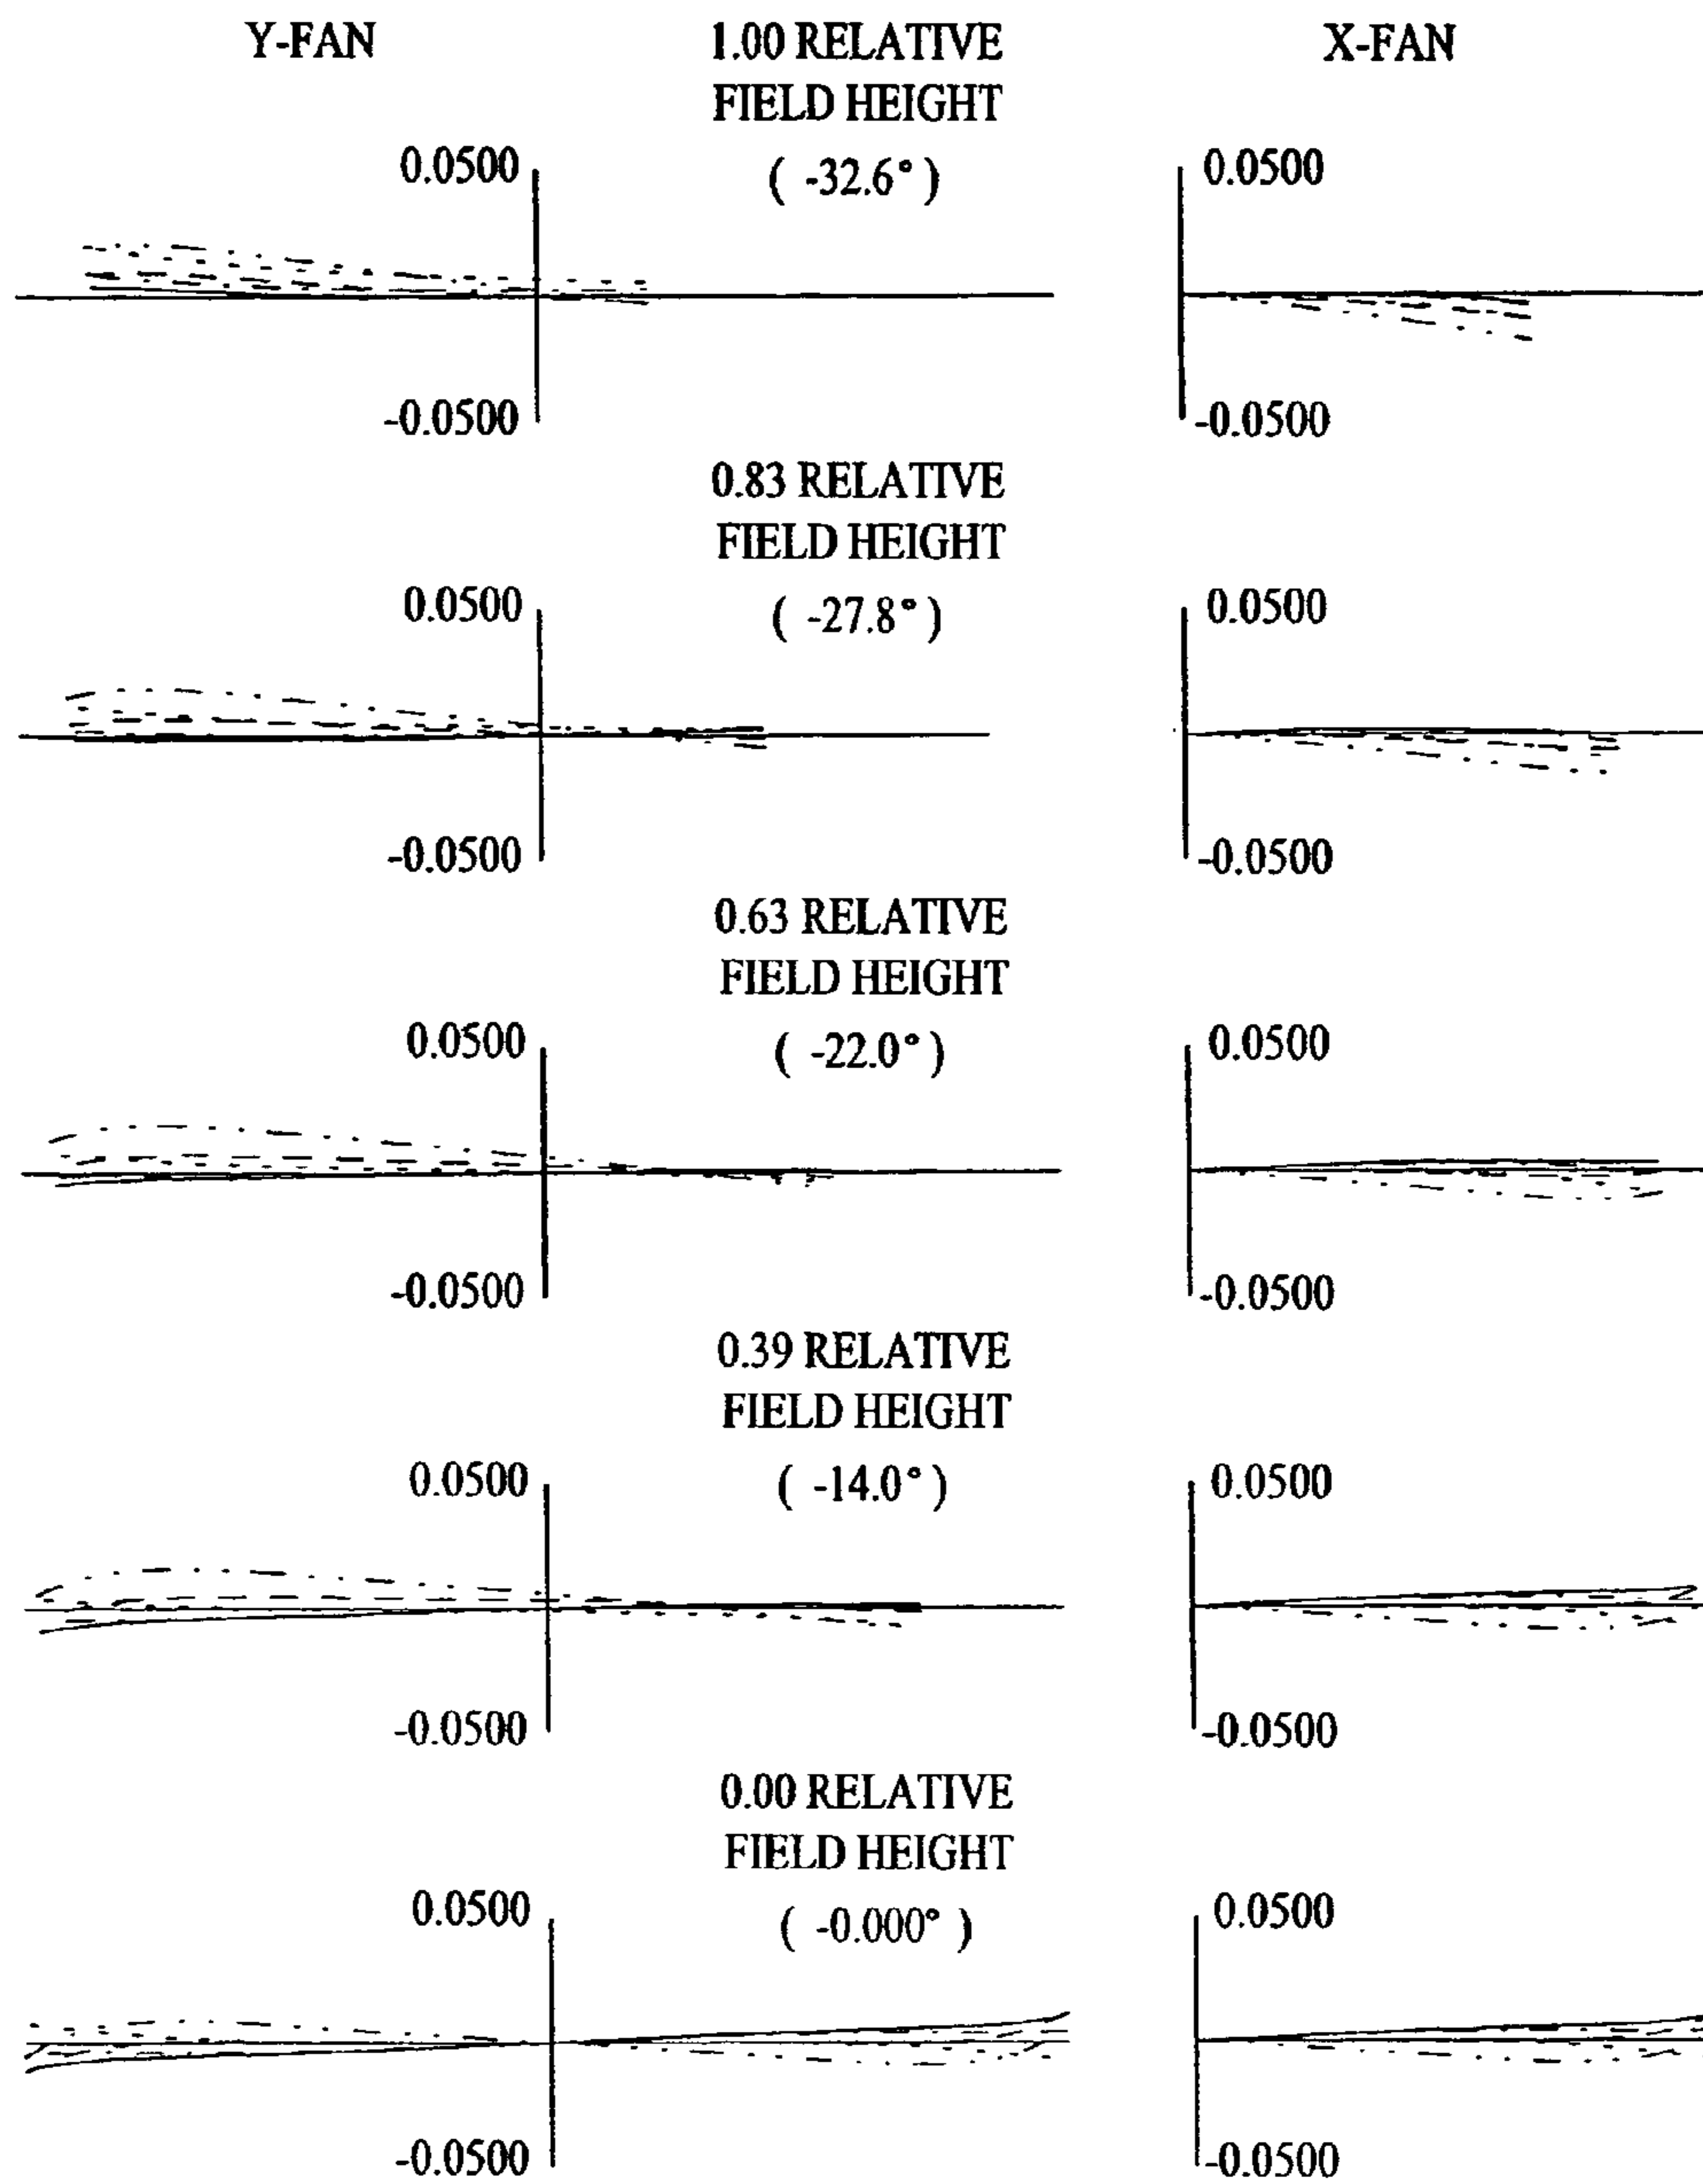 Y-FAN
1.00 RELATIVE
FIELD HEIGHT
( -32.6° )
X-FAN
0.0500
0.0500
-0.0500
-0.0500
0.83 RELATIVE
FIELD HEIGHT
( -27.8° )
0.0500
0.0500
-0.0500
-0.0500
0.63 RELATIVE
FIELD HEIGHT
( -22.0° )
0.0500
0.0500
-0.0500
-0.0500
0.39 RELATIVE
FIELD HEIGHT
( -14.0° )
0.0500
0.0500
-0.0500
-0.0500
0.00 RELATIVE
FIELD HEIGHT
( -0.000° )
0.0500
0.0500
-0.0500
-0.0500